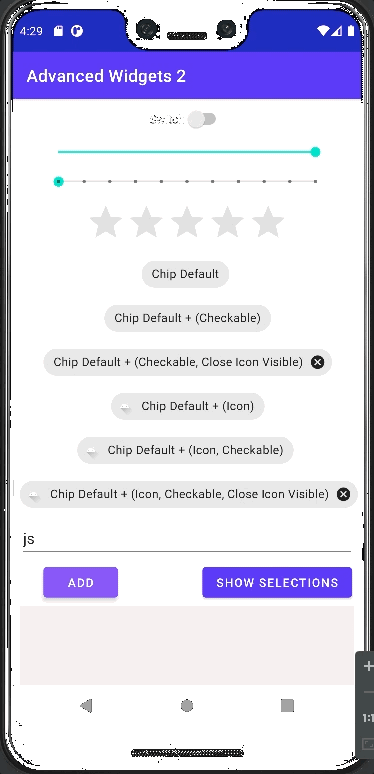 4:29
Advanced Widgets 2
Switch
Chip Default
Chip Default + (Checkable)
Chip Default + (Checkable, Close Icon Visible)
Chip Default + (Icon)
Chip Default + (Icon, Checkable)
Chip Default + (Icon, Checkable, Close Icon Visible)
js
ADD
SHOW SELECTIONS